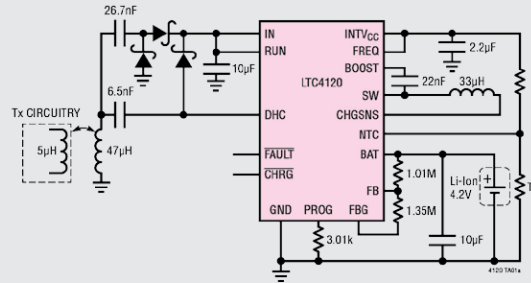 26.7nF
6.5nF
Tx CIRCUITRY
5µH
47µH
10µF
IN
RUN
LTC4120
DHC
FAULT
CHRG
GND
PROG
FBG
INTVCC
FREQ
BOOST
SW
CHGSNS
NTC
BAT
FB
2.2µF
22nF
33µH
1.01M
1.35M
3.01k
10µF
Li-Ion
4.2V
+
T
4120 TA01a